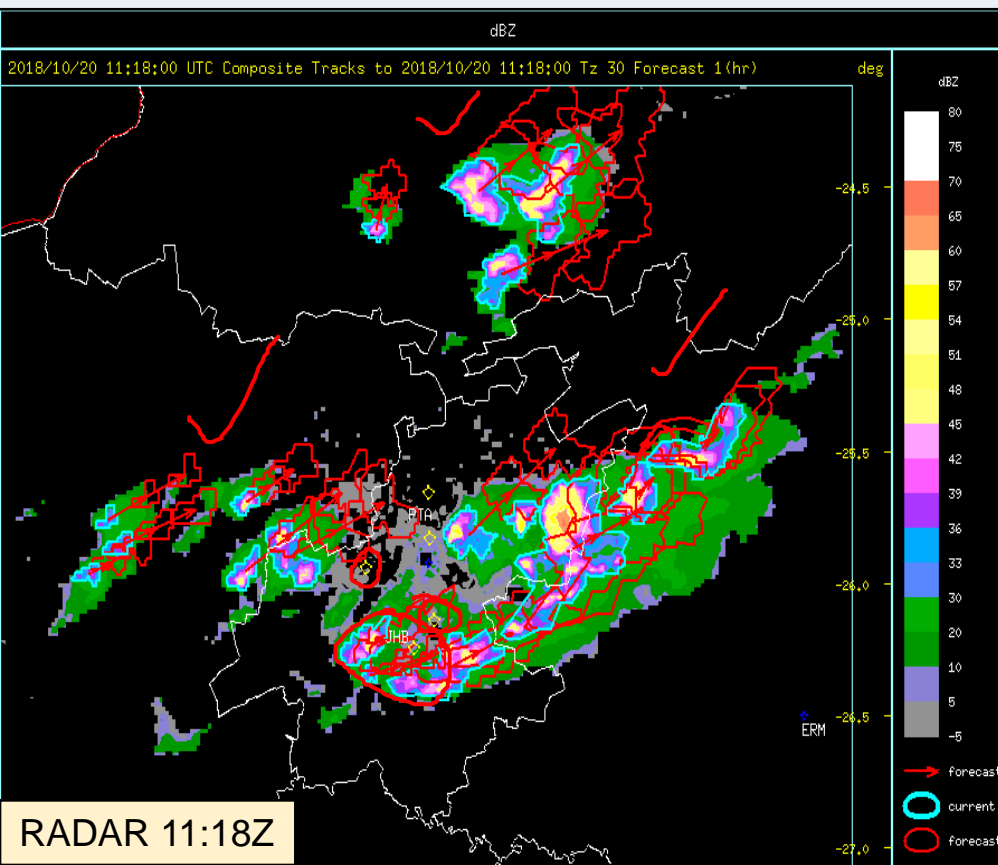 dBZ
2018/10/20 11:18:00 UTC Composite Tracks to 2018/10/20 11:18:00 Tz 30 Forecast 1(hr)
deg
dBZ
80
75
70
65
60
57
54
51
48
45
42
39
36
33
30
20
10
5
-5
-24.5
-25.0
-25.5
-26.0
-26.5
-27.0
PTA
JHB
ERM
forecast
current
forecast
RADAR 11:18Z